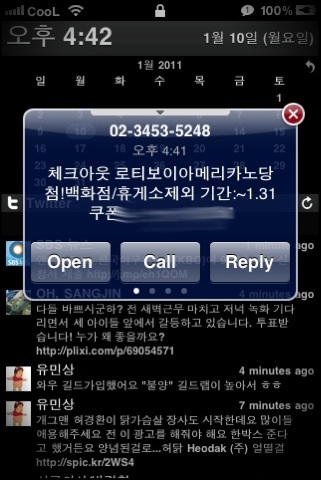 CooL 100%
오후 4:42 1월 10일 (월요일)
1월 2011
일 월 화 수 목 금 토
02-3453-5248
오후 4:41
체크아웃 로티보이아메리카노당
첨!백화점/휴게소제외 기간:~1.31
쿠폰
Open Call Reply
Twitter
SBS 뉴스 minutes ago
OH, SANGJIN 4 minutes ago
다들 바쁘시군하? 전 새벽근무 마치고 저녁 녹화 기다
리면서 세 아이들 앞에서 갈등하고 있습니다. 투표받
습니다! 누가 왜 좋을까요?
http://plixi.com/p/69054571
유민상 4 minutes ago
와우 길드가입했어요 "불양" 길드랩이 높아서 ㅎㅎ
유민상 7 minutes ago
개그맨 허경환이 닭가슴살 장사도 시작한데요 많이들
애용해주세요 전 이 광고를 해줘야 해요 한박스 준다
고 했거든요 양념된걸로...허닭 Heodak (주) 얼떨결
http://spic.kr/2WS4